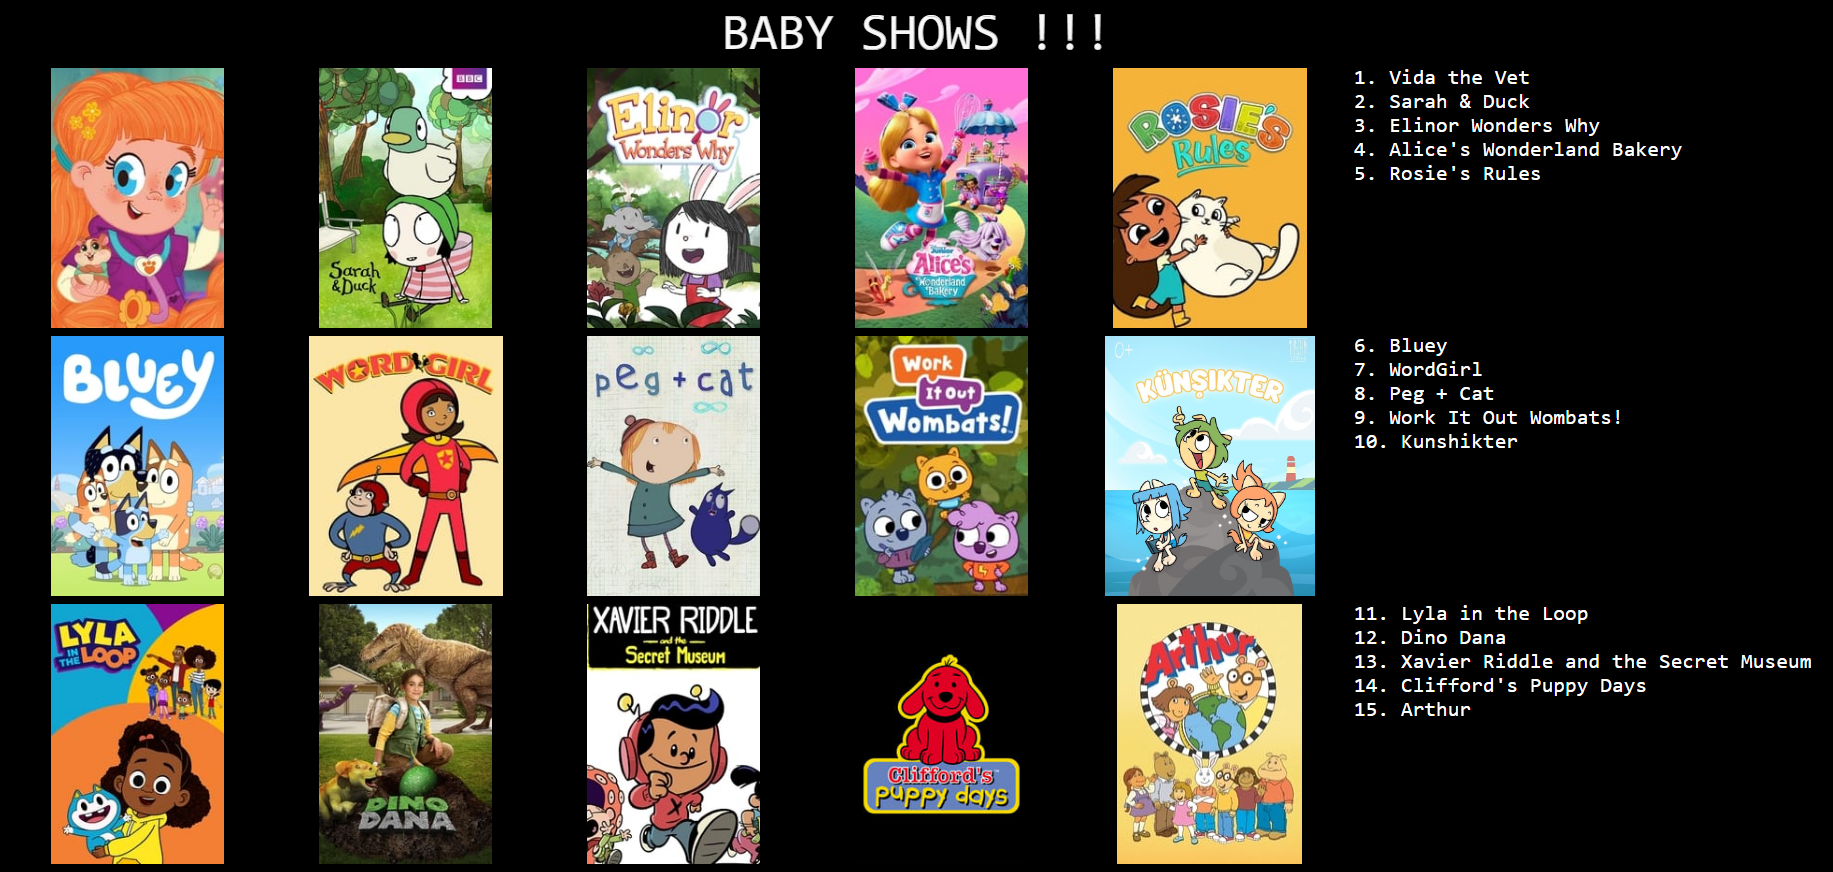 BABY SHOWS !!!
BBC
Sarah
&Duck
Elinor
Wonders Why
Junior
Alice's
Wonderland
Bakery
ROSIE'S
Rules
1. Vida the Vet
2. Sarah & Duck
3. Elinor Wonders Why
4. Alice's Wonderland Bakery
5. Rosie's Rules
BLUEY
WORDGIRL
peg + cat
Work
It Out
Wombats!
0+
KÜNŞIKTER
6. Bluey
7. WordGirl
8. Peg + Cat
9. Work It Out Wombats!
10. Kunshikter
LYLA
IN THE LOOP
DINO
DANA
XAVIER RIDDLE
and the
Secret Museum
Clifford's
puppy days
Arthur
11. Lyla in the Loop
12. Dino Dana
13. Xavier Riddle and the Secret Museum
14. Clifford's Puppy Days
15. Arthur